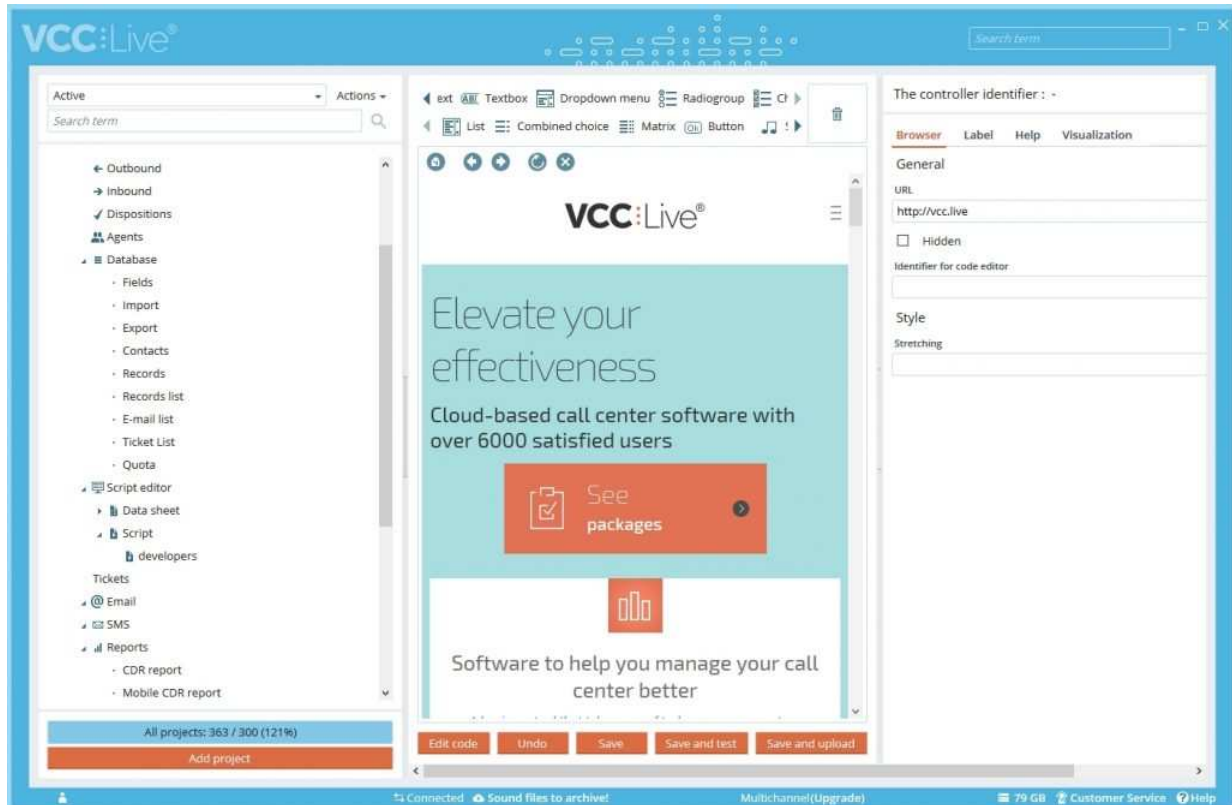 VCC Live®
Search term
Active
Actions
Search term
Outbound
Inbound
Dispositions
Agents
Database
Fields
Import
Export
Contacts
Records
Records list
E-mail list
Ticket List
Quota
Script editor
Data sheet
Script
developers
Tickets
@ Email
SMS
Reports
CDR report
Mobile CDR report
All projects: 363 / 300 (121%)
Add project
ext ABC Textbox Dropdown menu Radiogroup
List Combined choice Matrix Ok Button
VCC Live®
Elevate your
effectiveness
Cloud-based call center software with
over 6000 satisfied users
See
packages
Software to help you manage your call
center better
Edit code Undo Save Save and test Save and upload
The controller identifier : -
Browser Label Help Visualization
General
URL
http://vcc.live
Hidden
Identifier for code editor
Style
Stretching
Connected Sound files to archive! Multichannel(Upgrade) 79 GB Customer Service Help